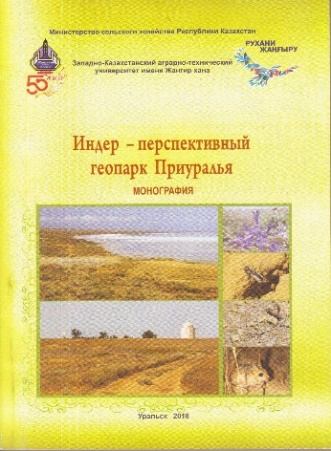 Министерство сельского хозяйства Республики Казахстан
РУХАНИ
ЖАҢҒЫРУ
55
Западно-Казахстанский аграрно-технический
университет имени Жангир хана
Индер – перспективный
геопарк Приуралья
МОНОГРАФИЯ
Уральск 2018